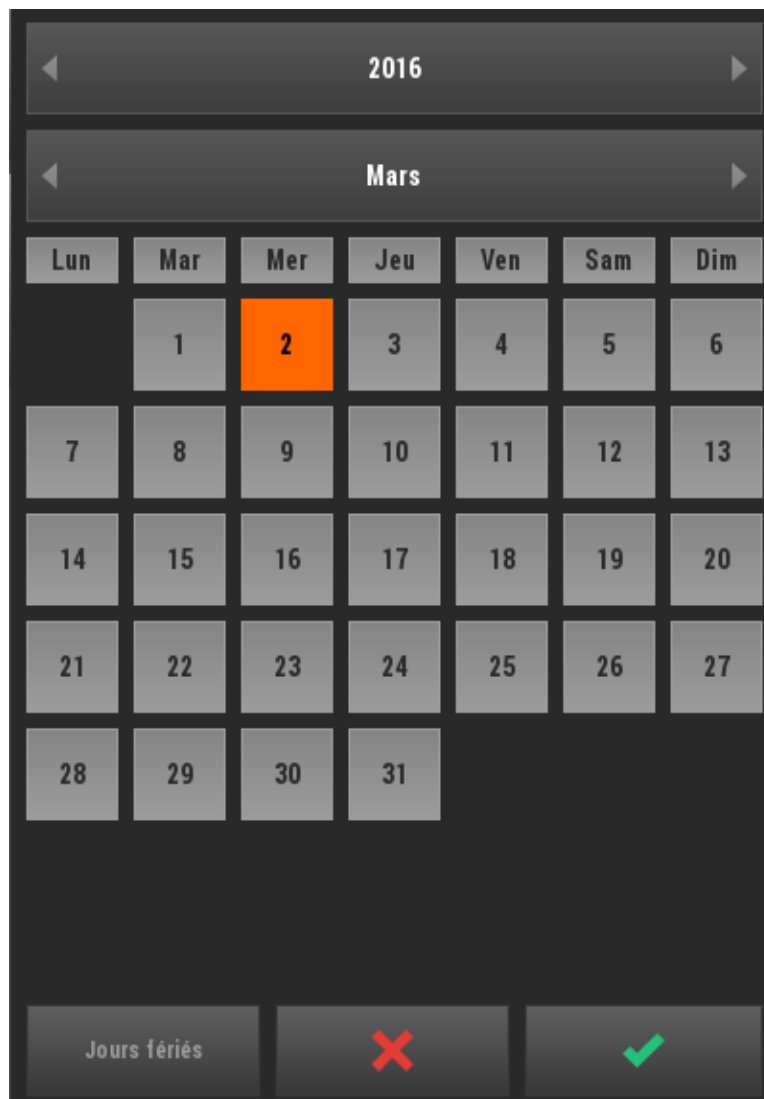 2016
Mars
Lun Mar Mer Jeu Ven Sam Dim
1 2 3 4 5 6
7 8 9 10 11 12 13
14 15 16 17 18 19 20
21 22 23 24 25 26 27
28 29 30 31
Jours fériés